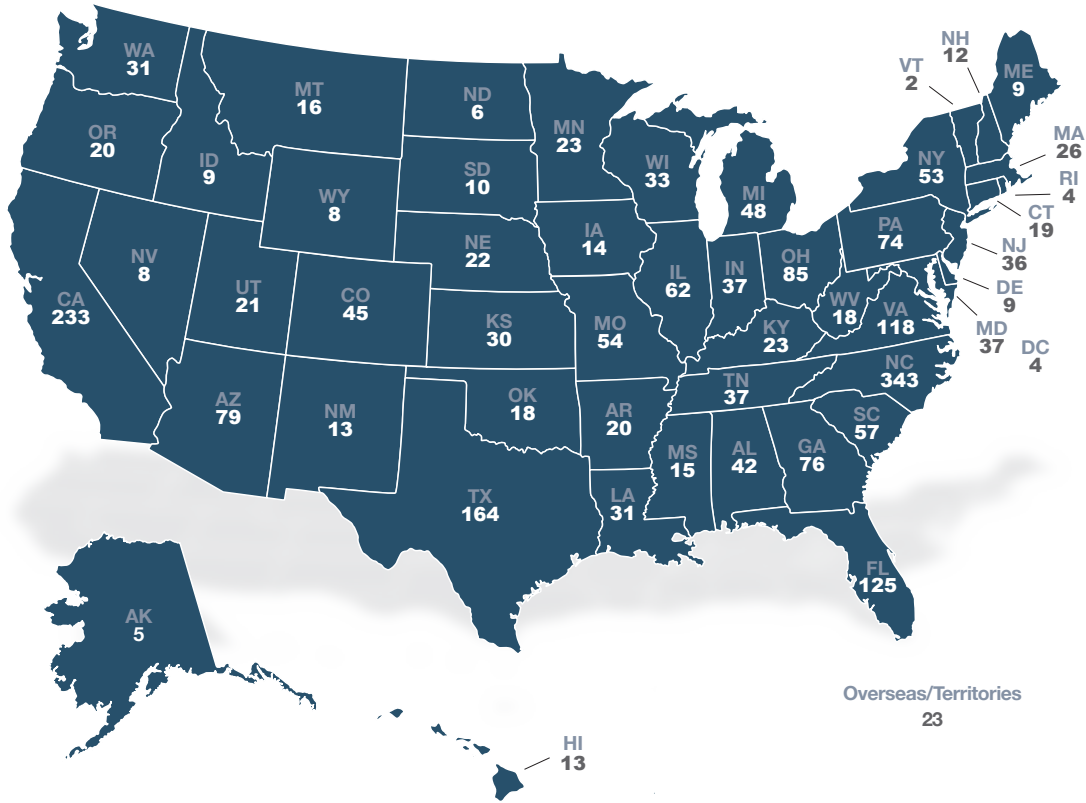 WA
31
OR
20
ID
9
MT
16
WY
8
ND
6
SD
10
NE
22
MN
23
WI
33
MI
48
IA
14
NV
8
UT
21
CO
45
CA
233
KS
30
MO
54
IL
62
IN
37
OH
85
PA
74
NY
53
VT
2
NH
12
ME
9
MA
26
RI
4
CT
19
NJ
36
DE
9
MD
37
DC
4
WV
18
VA
118
KY
23
NC
343
TN
37
SC
57
AZ
79
NM
13
OK
18
AR
20
MS
15
AL
42
GA
76
TX
164
LA
31
FL
125
AK
5
HI
13
Overseas/Territories
23